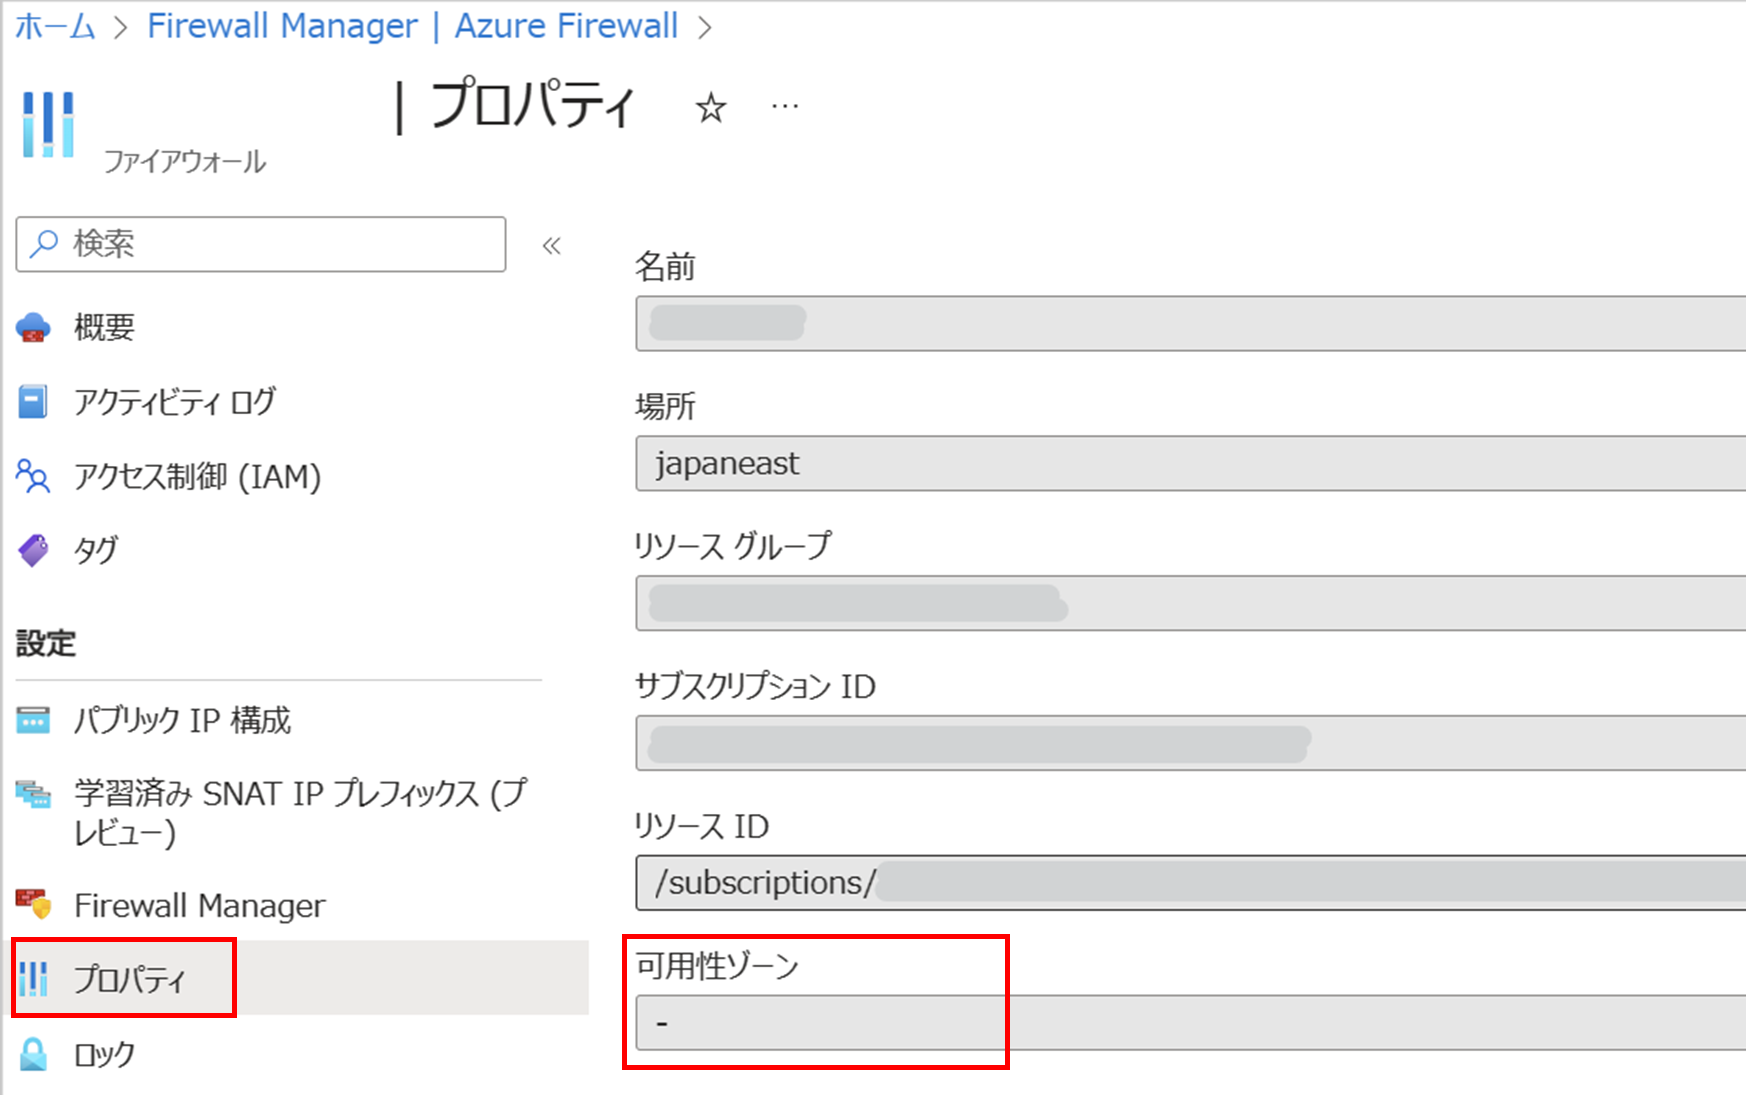 ホーム > Firewall Manager | Azure Firewall >
| プロパティ ☆ …
ファイアウォール
検索 «
概要
アクティビティ ログ
アクセス制御 (IAM)
タグ
設定
パブリック IP 構成
学習済み SNAT IP プレフィックス (プ
レビュー)
Firewall Manager
プロパティ
ロック
名前
場所
japaneast
リソース グループ
サブスクリプション ID
リソース ID
/subscriptions/
可用性ゾーン
-